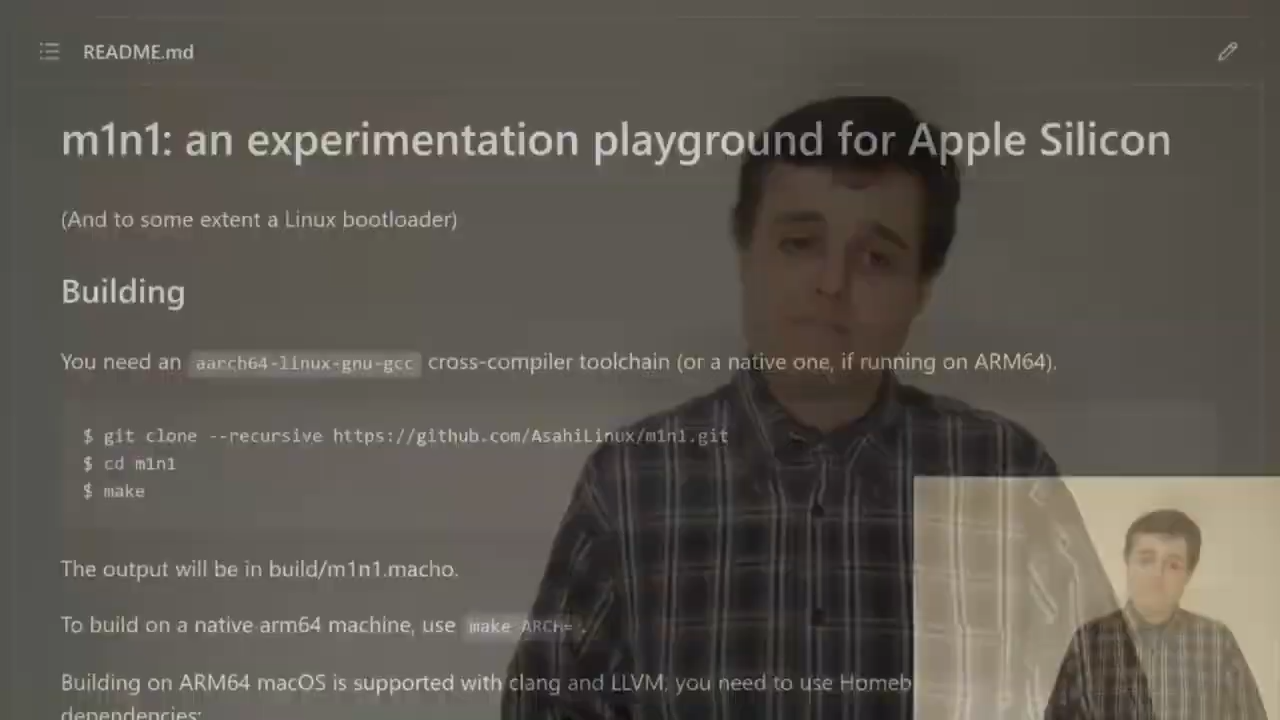 README.md
m1n1: an experimentation playground for Apple Silicon
(And to some extent a Linux bootloader)
Building
You need an aarch64-linux-gnu-gcc cross-compiler toolchain (or a native one, if running on ARM64).
$ git clone --recursive https://github.com/AsahiLinux/m1n1.git
$ cd m1n1
$ make
The output will be in build/m1n1.macho.
To build on a native arm64 machine, use make ARCH= .
Building on ARM64 macOS is supported with clang and LLVM, you need to use Homeb
dependencies: